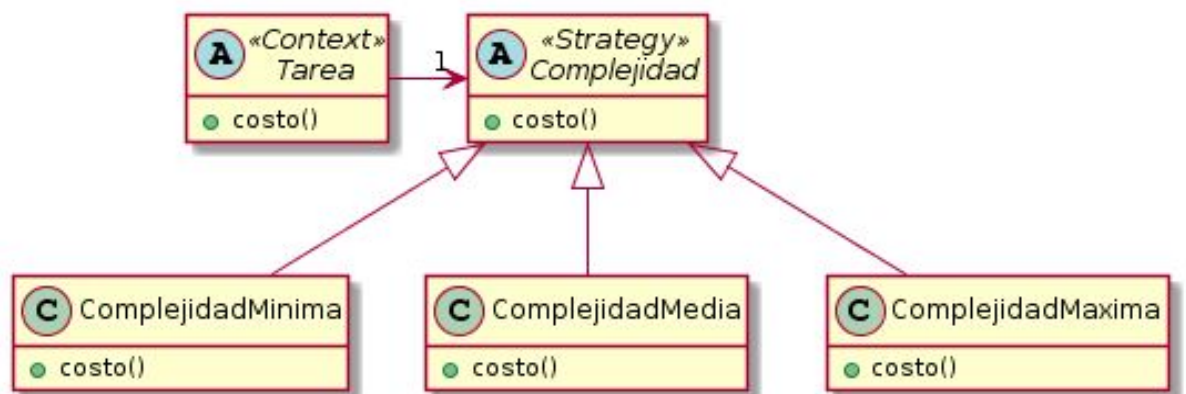 A «Context»
Tarea
costo()
1
A «Strategy»
Complejidad
costo()
C ComplejidadMinima
costo()
C ComplejidadMedia
costo()
C ComplejidadMaxima
costo()